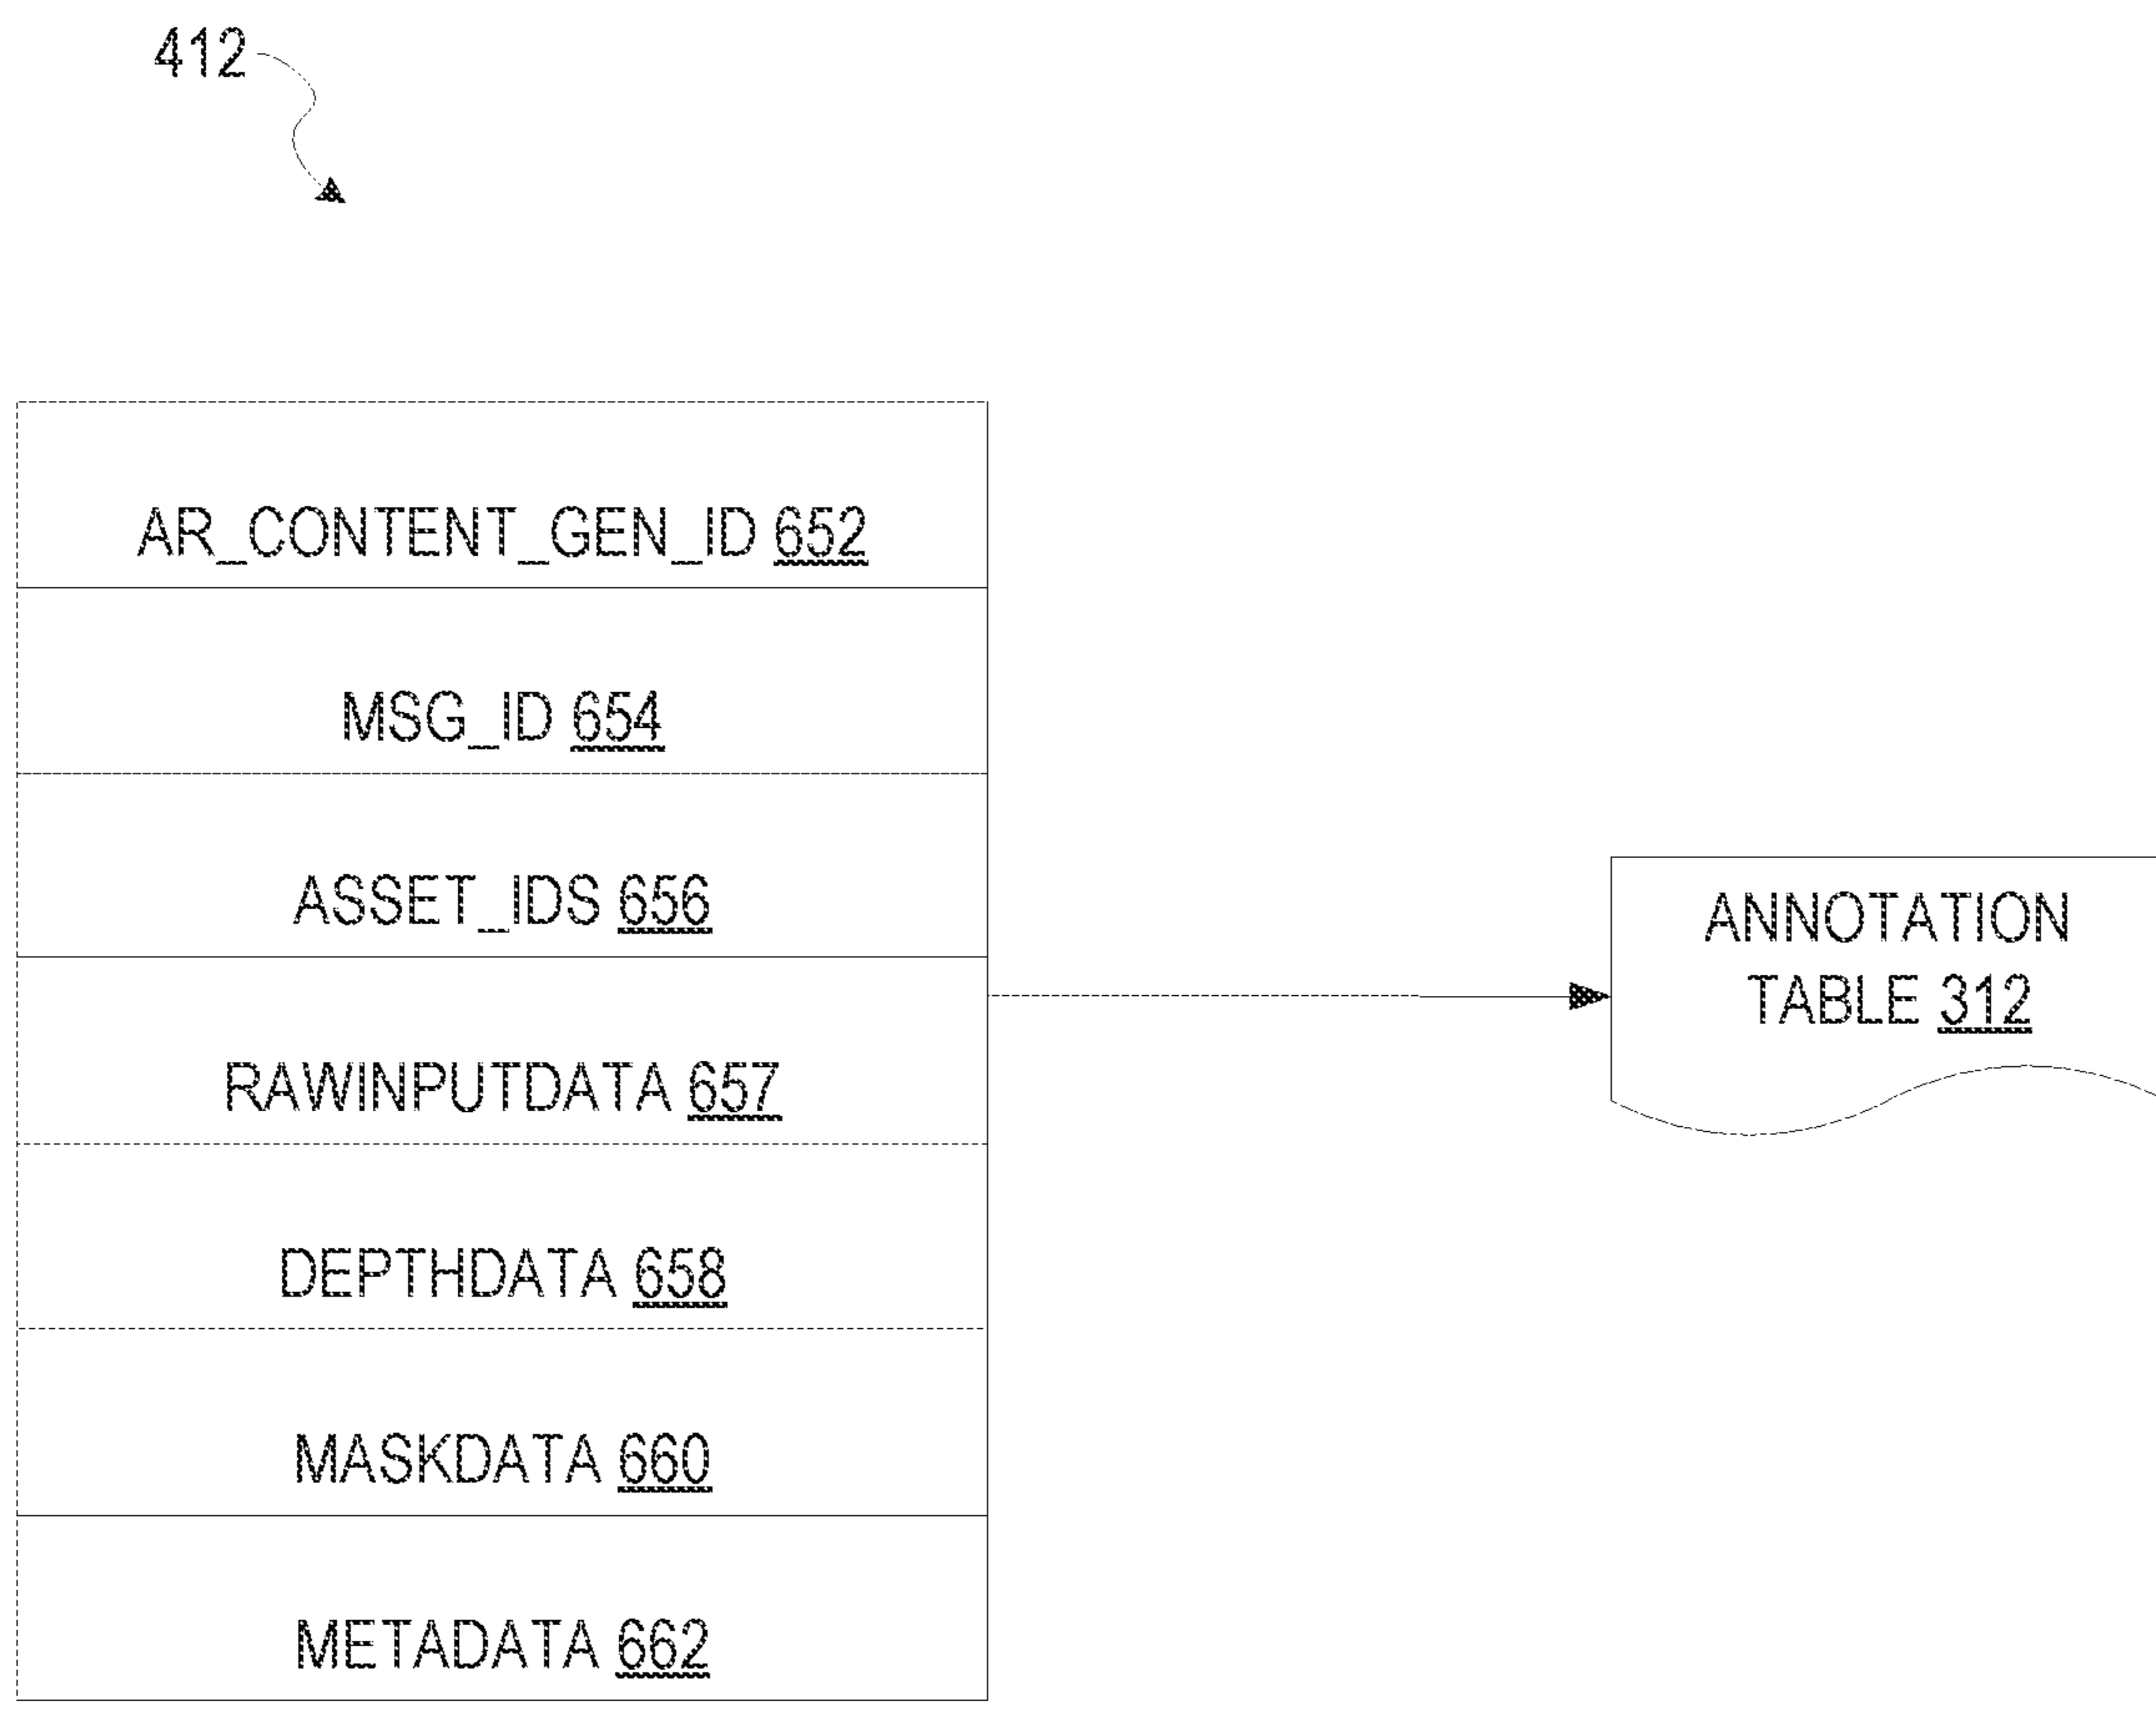 412
AR_CONTENT_GEN_ID 652
MSG_ID 654
ASSET_IDS 656
RAWINPUTDATA 657
DEPTHDATA 658
MASKDATA 660
METADATA 662
ANNOTATION
TABLE 312